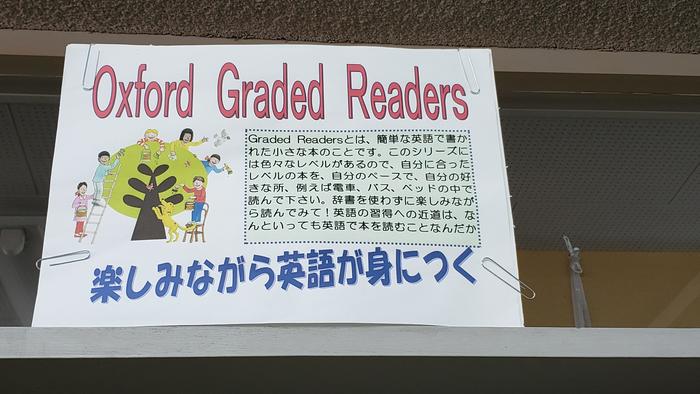 Oxford Graded Readers
Graded Readersとは、簡単な英語で書か
れた小さな本のことです。このシリーズに
は色々なレベルがあるので、自分に合った
レベルの本を、自分のペースで、自分の好
きな所、例えば電車、バス、ベッドの中で
読んで下さい。辞書を使わずに楽しみなが
ら読んでみて！英語の習得への近道は、な
んといっても英語で本を読むことなんだか
楽しみながら英語が身につく